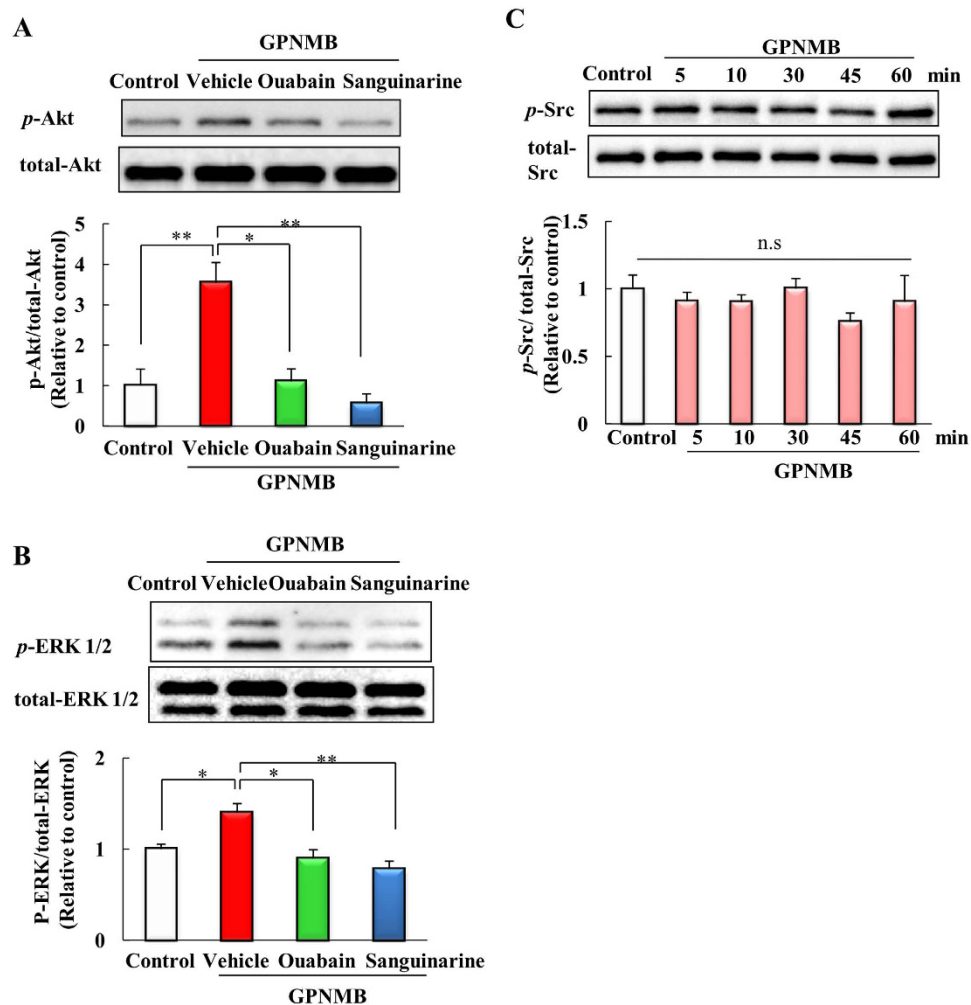 A
GPNMB
Control Vehicle Ouabain Sanguinarine
p-Akt
total-Akt
p-Akt/total-Akt
(Relative to control)
5
4
3
2
1
0
** * **
Control Vehicle Ouabain Sanguinarine
GPNMB
B
GPNMB
Control Vehicle Ouabain Sanguinarine
p-ERK 1/2
total-ERK 1/2
P-ERK/total-ERK
(Relative to control)
2
1
0
* * **
Control Vehicle Ouabain Sanguinarine
GPNMB
C
GPNMB
Control 5 10 30 45 60 min
p-Src
total-
Src
p-Src/ total-Src
(Relative to control)
1.5
1
0.5
0
n.s
Control 5 10 30 45 60 min
GPNMB